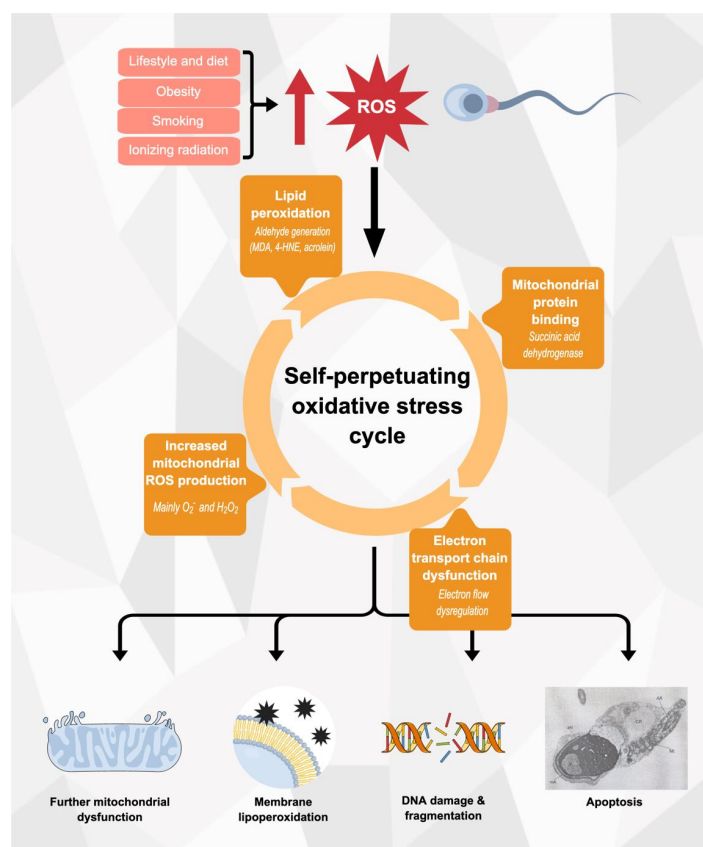 Lifestyle and diet
Obesity
Smoking
Ionizing radiation
ROS
Lipid
peroxidation
Aldehyde generation
(MDA, 4-HNE, acrolein)
Mitochondrial
protein
binding
Succinic acid
dehydrogenase
Self-perpetuating
oxidative stress
cycle
Increased
mitochondrial
ROS production
Mainly O₂⁻ and H₂O₂
Electron
transport chain
dysfunction
Electron flow
dysregulation
Further mitochondrial
dysfunction
Membrane
lipoperoxidation
DNA damage &
fragmentation
Apoptosis